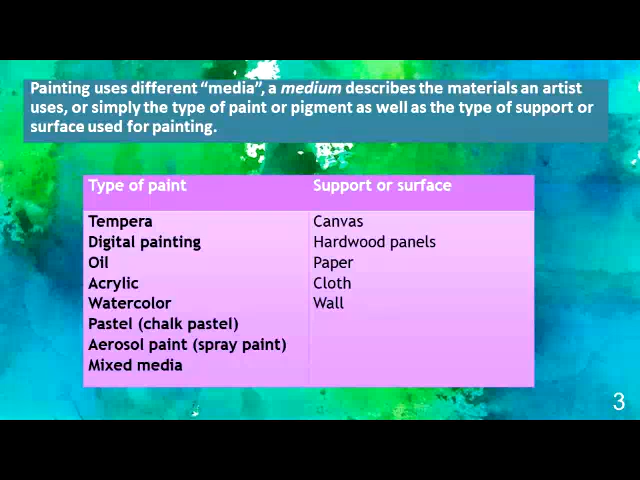 Painting uses different “media”, a medium describes the materials an artist
uses, or simply the type of paint or pigment as well as the type of support or
surface used for painting.
Type of paint Support or surface
Tempera Canvas
Digital painting Hardwood panels
Oil Paper
Acrylic Cloth
Watercolor Wall
Pastel (chalk pastel)
Aerosol paint (spray paint)
Mixed media
3